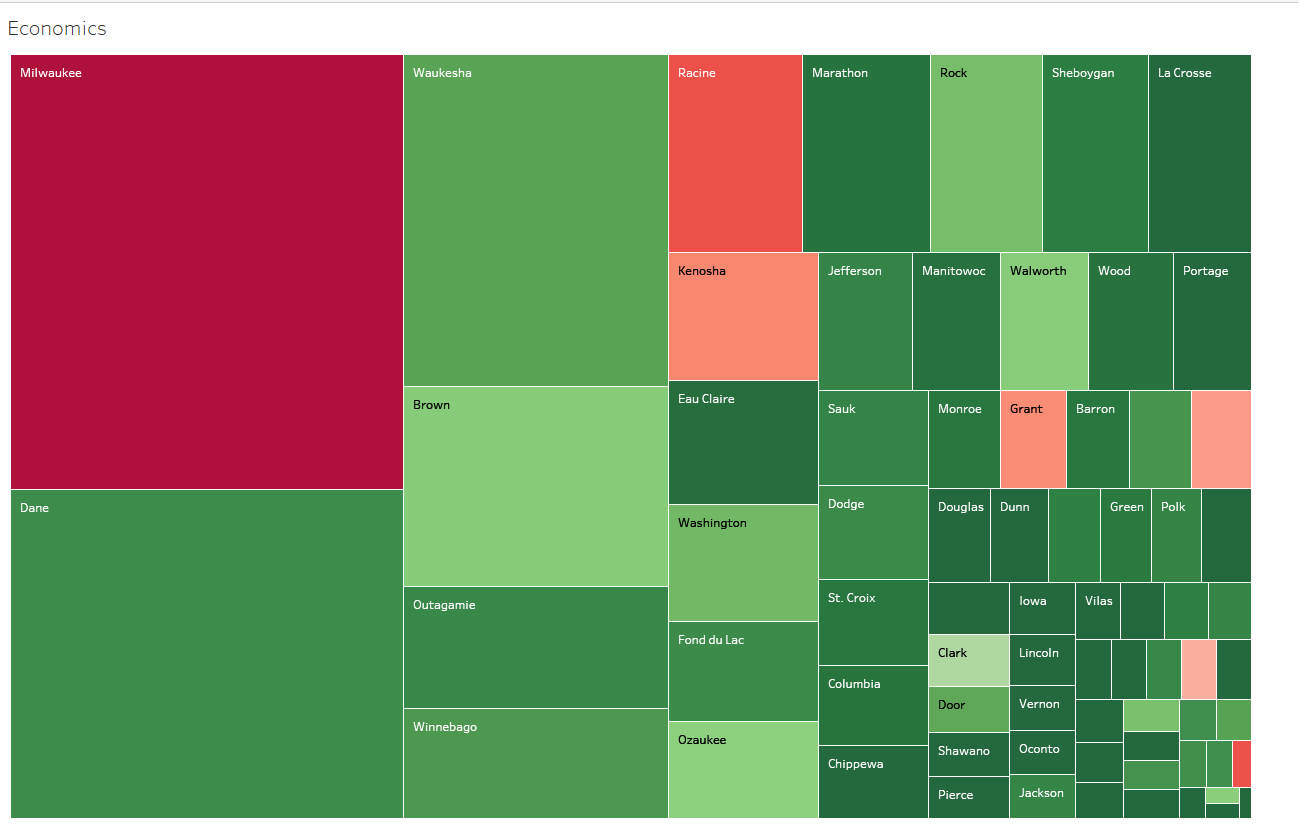 Economics
Milwaukee
Waukesha
Racine
Marathon
Rock
Sheboygan
La Crosse
Kenosha
Jefferson
Manitowoc
Walworth
Wood
Portage
Eau Claire
Brown
Sauk
Monroe
Grant
Barron
Dane
Washington
Dodge
Douglas
Dunn
Green
Polk
Outagamie
St. Croix
Iowa
Vilas
Fond du Lac
Clark
Lincoln
Columbia
Door
Vernon
Winnebago
Ozaukee
Shawano
Oconto
Chippewa
Pierce
Jackson